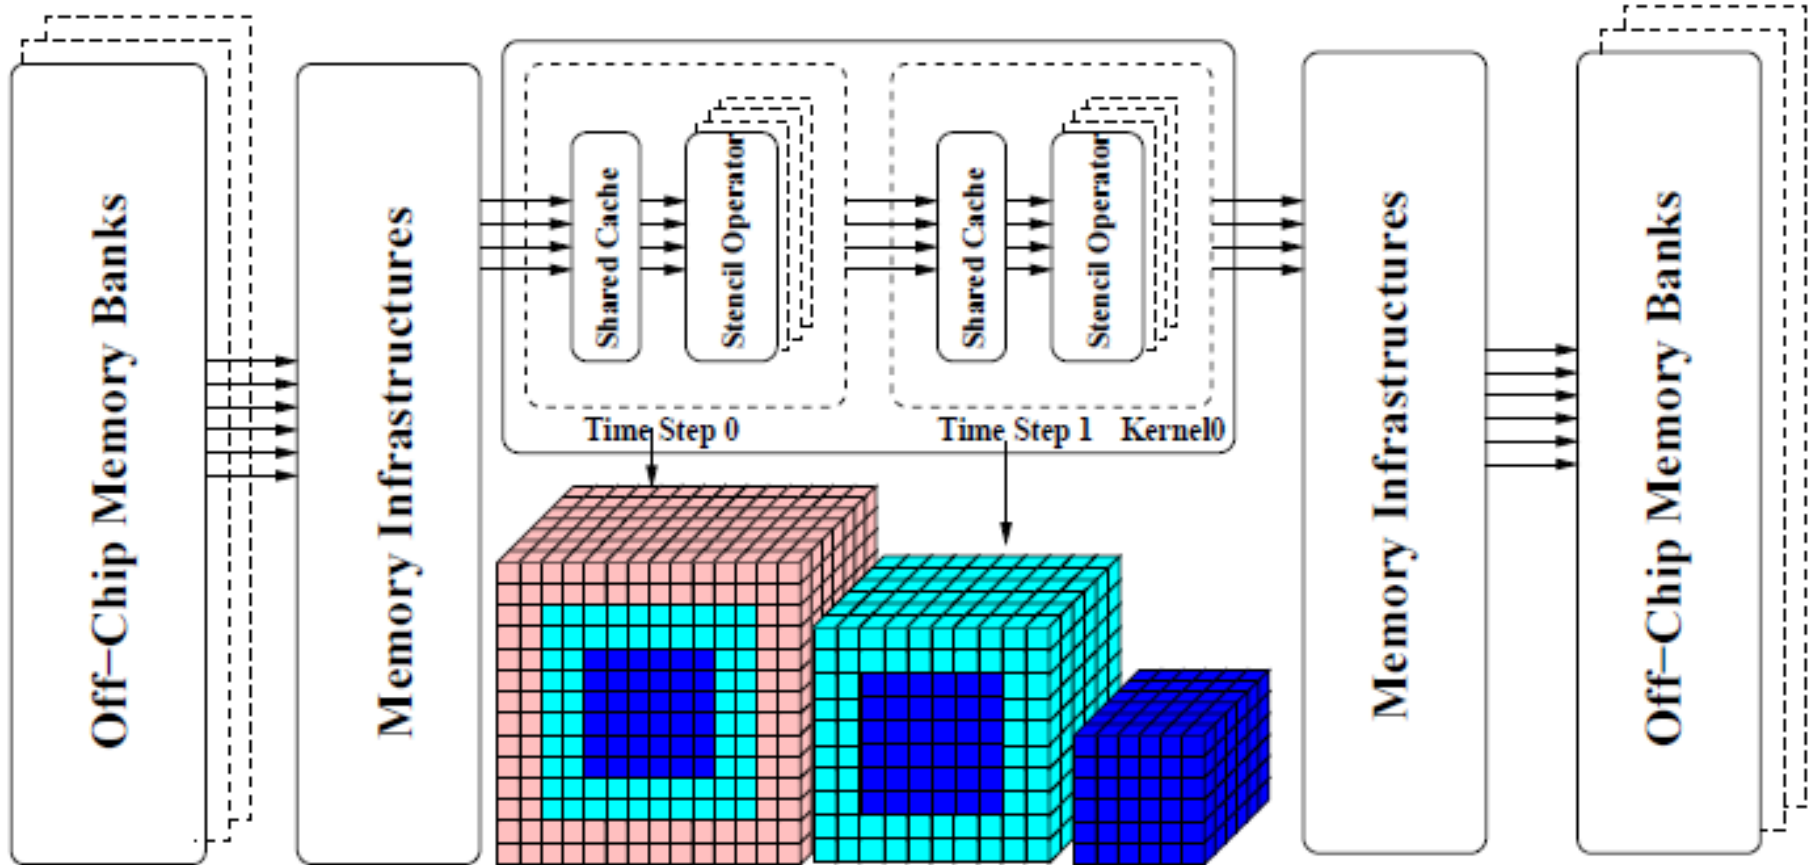 Off–Chip Memory Banks
Memory Infrastructures
Shared Cache
Stencil Operator
Shared Cache
Stencil Operator
Time Step 0
Time Step 1
Kernel0
Memory Infrastructures
Off–Chip Memory Banks